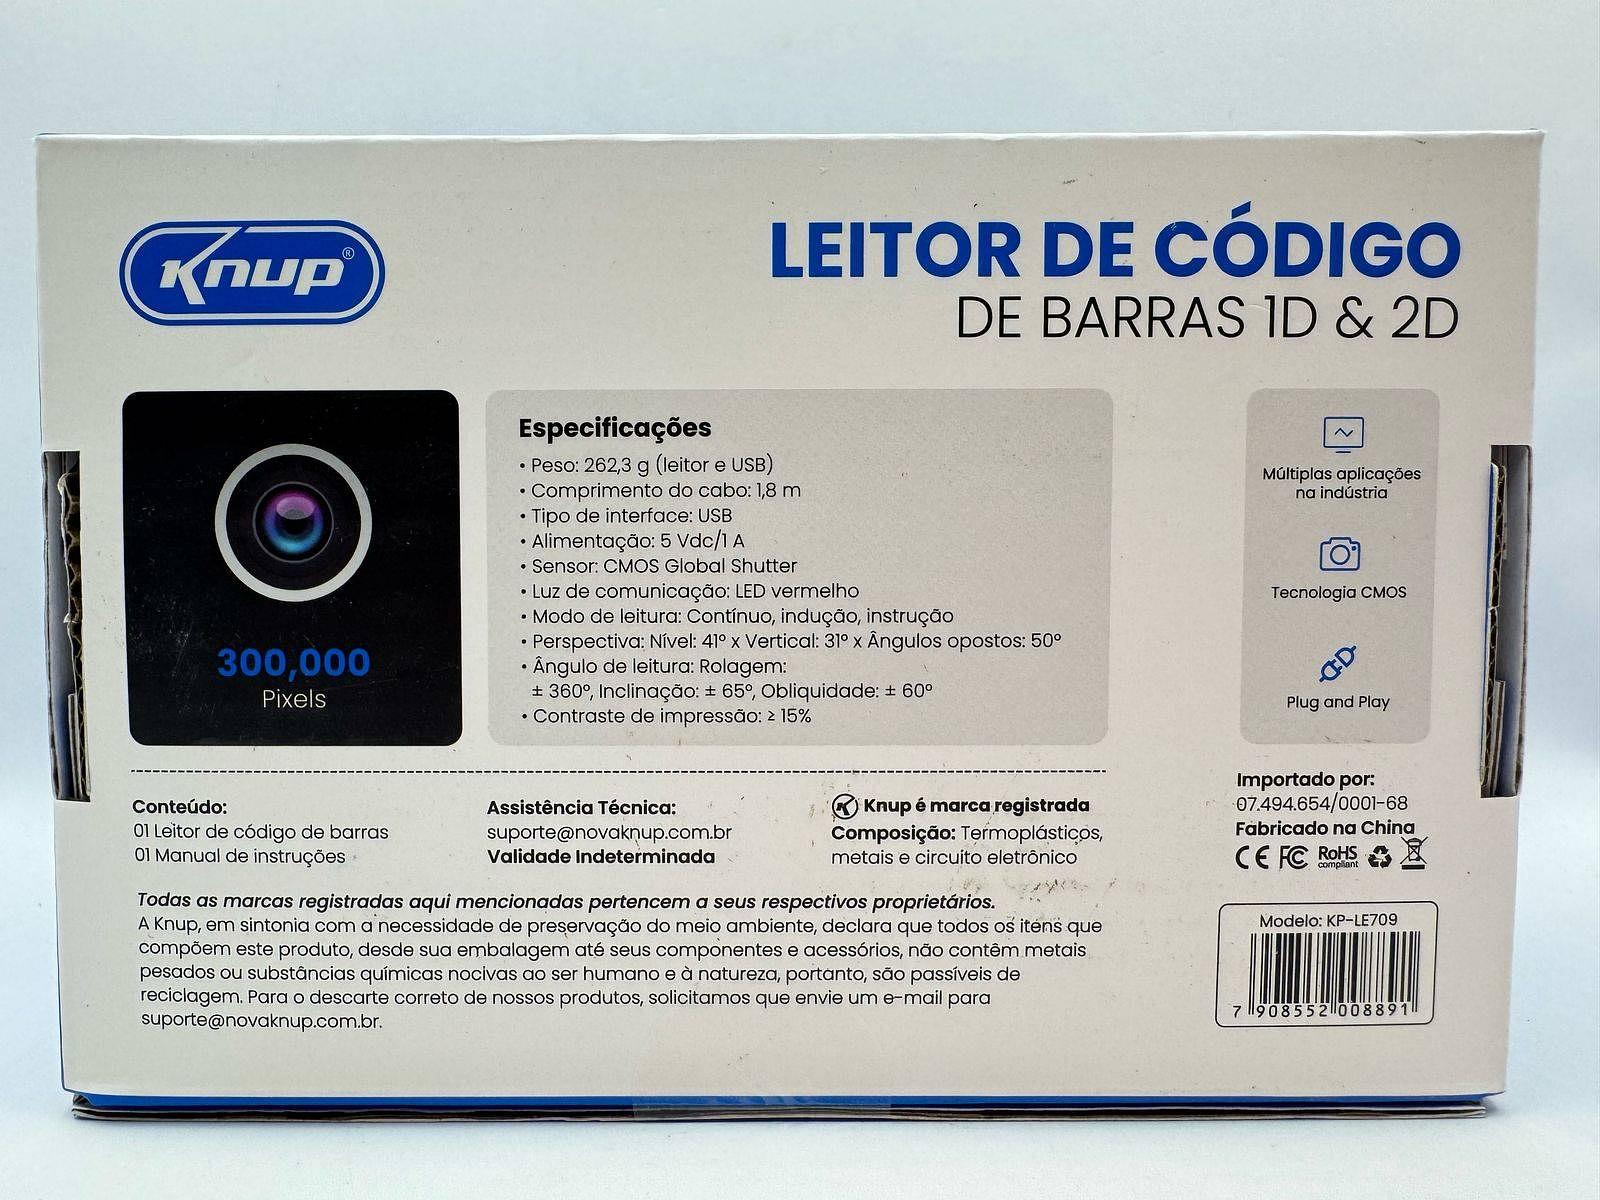 Knup®
LEITOR DE CÓDIGO
DE BARRAS 1D & 2D
300,000
Pixels
Especificações
• Peso: 262,3 g (leitor e USB)
• Comprimento do cabo: 1,8 m
• Tipo de interface: USB
• Alimentação: 5 Vdc/1 A
• Sensor: CMOS Global Shutter
• Luz de comunicação: LED vermelho
• Modo de leitura: Contínuo, indução, instrução
• Perspectiva: Nível: 41° x Vertical: 31° x Ângulos opostos: 50°
• Ângulo de leitura: Rolagem:
± 360°, Inclinação: ± 65°, Obliquidade: ± 60°
• Contraste de impressão: ≥ 15%
Múltiplas aplicações
na indústria
Tecnologia CMOS
Plug and Play
Conteúdo:
01 Leitor de código de barras
01 Manual de instruções
Assistência Técnica:
suporte@novaknup.com.br
Validade Indeterminada
K Knup é marca registrada
Composição: Termoplásticos,
metais e circuito eletrônico
Importado por:
07.494.654/0001-68
Fabricado na China
CE FC RoHS
compliant
Todas as marcas registradas aqui mencionadas pertencem a seus respectivos proprietários.
A Knup, em sintonia com a necessidade de preservação do meio ambiente, declara que todos os itens que
compõem este produto, desde sua embalagem até seus componentes e acessórios, não contêm metais
pesados ou substâncias químicas nocivas ao ser humano e à natureza, portanto, são passíveis de
reciclagem. Para o descarte correto de nossos produtos, solicitamos que envie um e-mail para
suporte@novaknup.com.br.
Modelo: KP-LE709
7 908552 008891